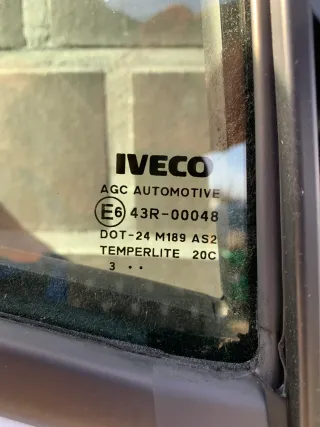 IVECO
AGC AUTOMOTIVE
E6 43R-00048
DOT-24 M189 AS2
TEMPERLITE 20C
3 ..